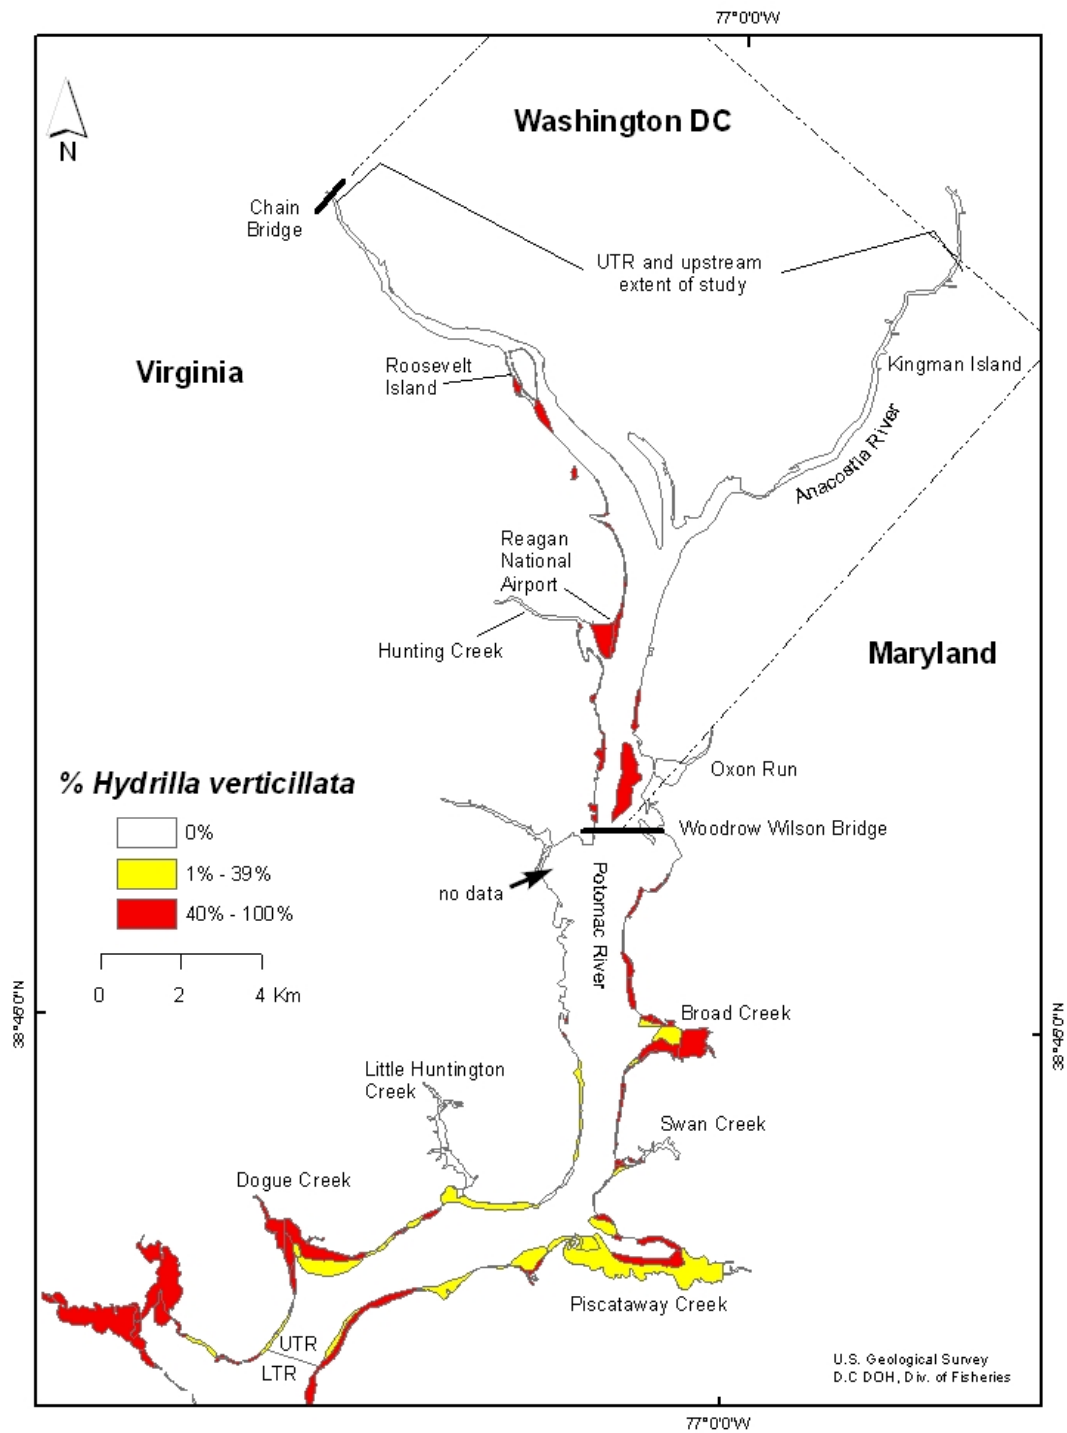 77°0'0"W
Washington DC
N
Chain
Bridge
UTR and upstream
extent of study
Virginia
Roosevelt
Island
Kingman Island
Anacostia River
Reagan
National
Airport
Hunting Creek
Maryland
Oxon Run
% Hydrilla verticillata
0%
1% - 39%
40% - 100%
Woodrow Wilson Bridge
no data
Potomac River
0 2 4 Km
38°45'0"N
Broad Creek
38°45'0"N
Little Huntington
Creek
Swan Creek
Dogue Creek
Piscataway Creek
UTR
LTR
U.S. Geological Survey
D.C DOH, Div. of Fisheries
77°0'0"W